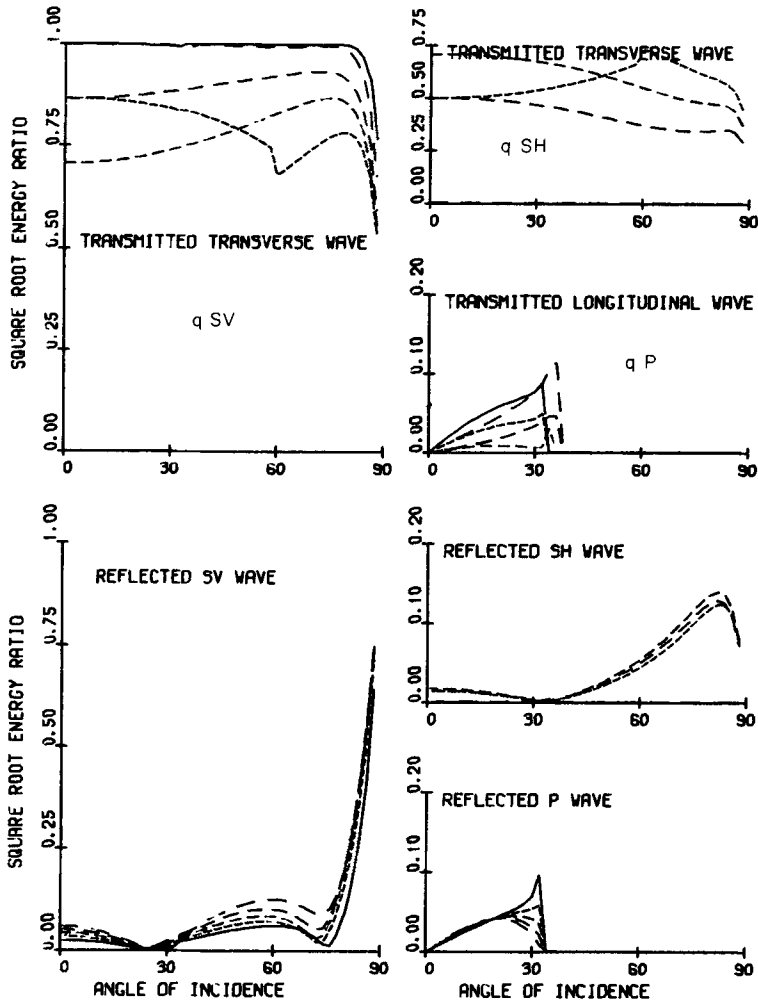 SQUARE ROOT ENERGY RATIO
1.00
0.75
0.50
0.25
0.00
TRANSMITTED TRANSVERSE WAVE
q SV
0 30 60 90
0.75
0.50
0.25
0.00
TRANSMITTED TRANSVERSE WAVE
q SH
0 30 60 90
0.20
0.10
0.00
TRANSMITTED LONGITUDINAL WAVE
q P
0 30 60 90
SQUARE ROOT ENERGY RATIO
1.00
0.75
0.50
0.25
0.00
REFLECTED SV WAVE
0 30 60 90
ANGLE OF INCIDENCE
0.20
0.10
0.00
REFLECTED SH WAVE
0 30 60 90
0.20
0.10
0.00
REFLECTED P WAVE
0 30 60 90
ANGLE OF INCIDENCE